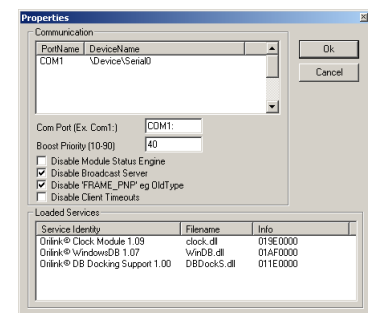 Properties
Communication
PortName DeviceName
COM1 \Device\Serial0
Ok
Cancel
Com Port (Ex. Com1:) COM1:
Boost Priority (10-90) 40
Disable Module Status Engine
Disable Broadcast Server
Disable 'FRAME_PNP' eg OldType
Disable Client Timeouts
Loaded Services
Service Identity Filename Info
Orilink® Clock Module 1.09 clock.dll 019E0000
Orilink® WindowsDB 1.07 WinDB.dll 01AF0000
Orilink® DB Docking Support 1.00 DBDockS.dll 011E0000